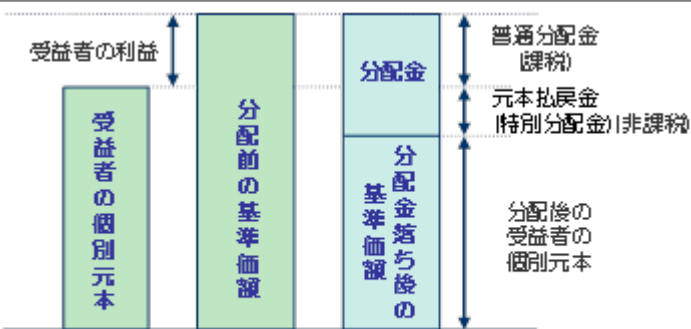 受益者の利益
受益者の個別元本
分配前の基準価額
分配金
分配金落ち後の
基準価額
普通分配金
(課税)
元本払戻金
(特別分配金)(非課税)
分配後の
受益者の
個別元本